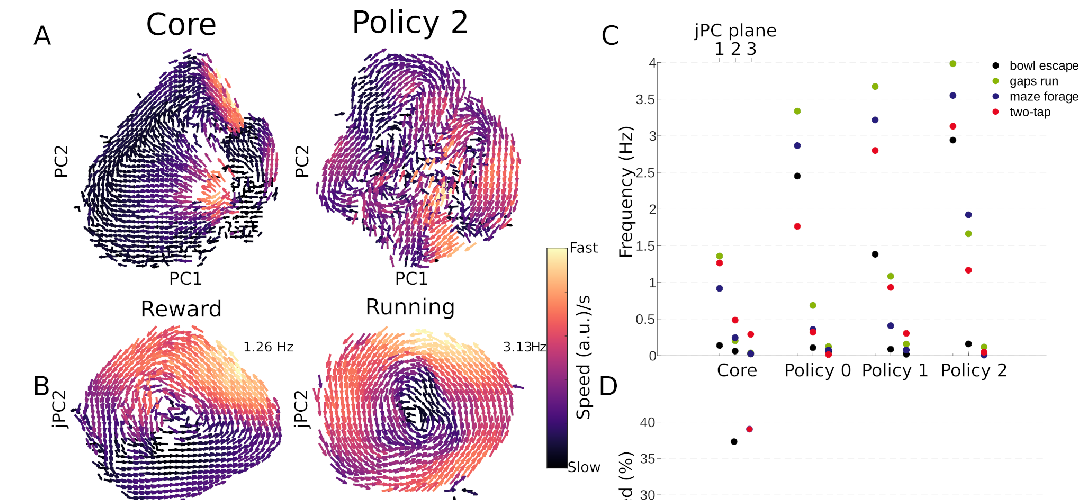 A
Core
Policy 2
PC2
PC1
PC2
PC1
Fast
Speed (a.u.)/s
Slow
B
Reward
Running
1.26 Hz
3.13Hz
jPC2
jPC2
C
jPC plane
1 2 3
bowl escape
gaps run
maze forage
two-tap
Frequency (Hz)
4
3.5
3
2.5
2
1.5
1
0.5
0
Core
Policy 0
Policy 1
Policy 2
D
40
35
30
(%)